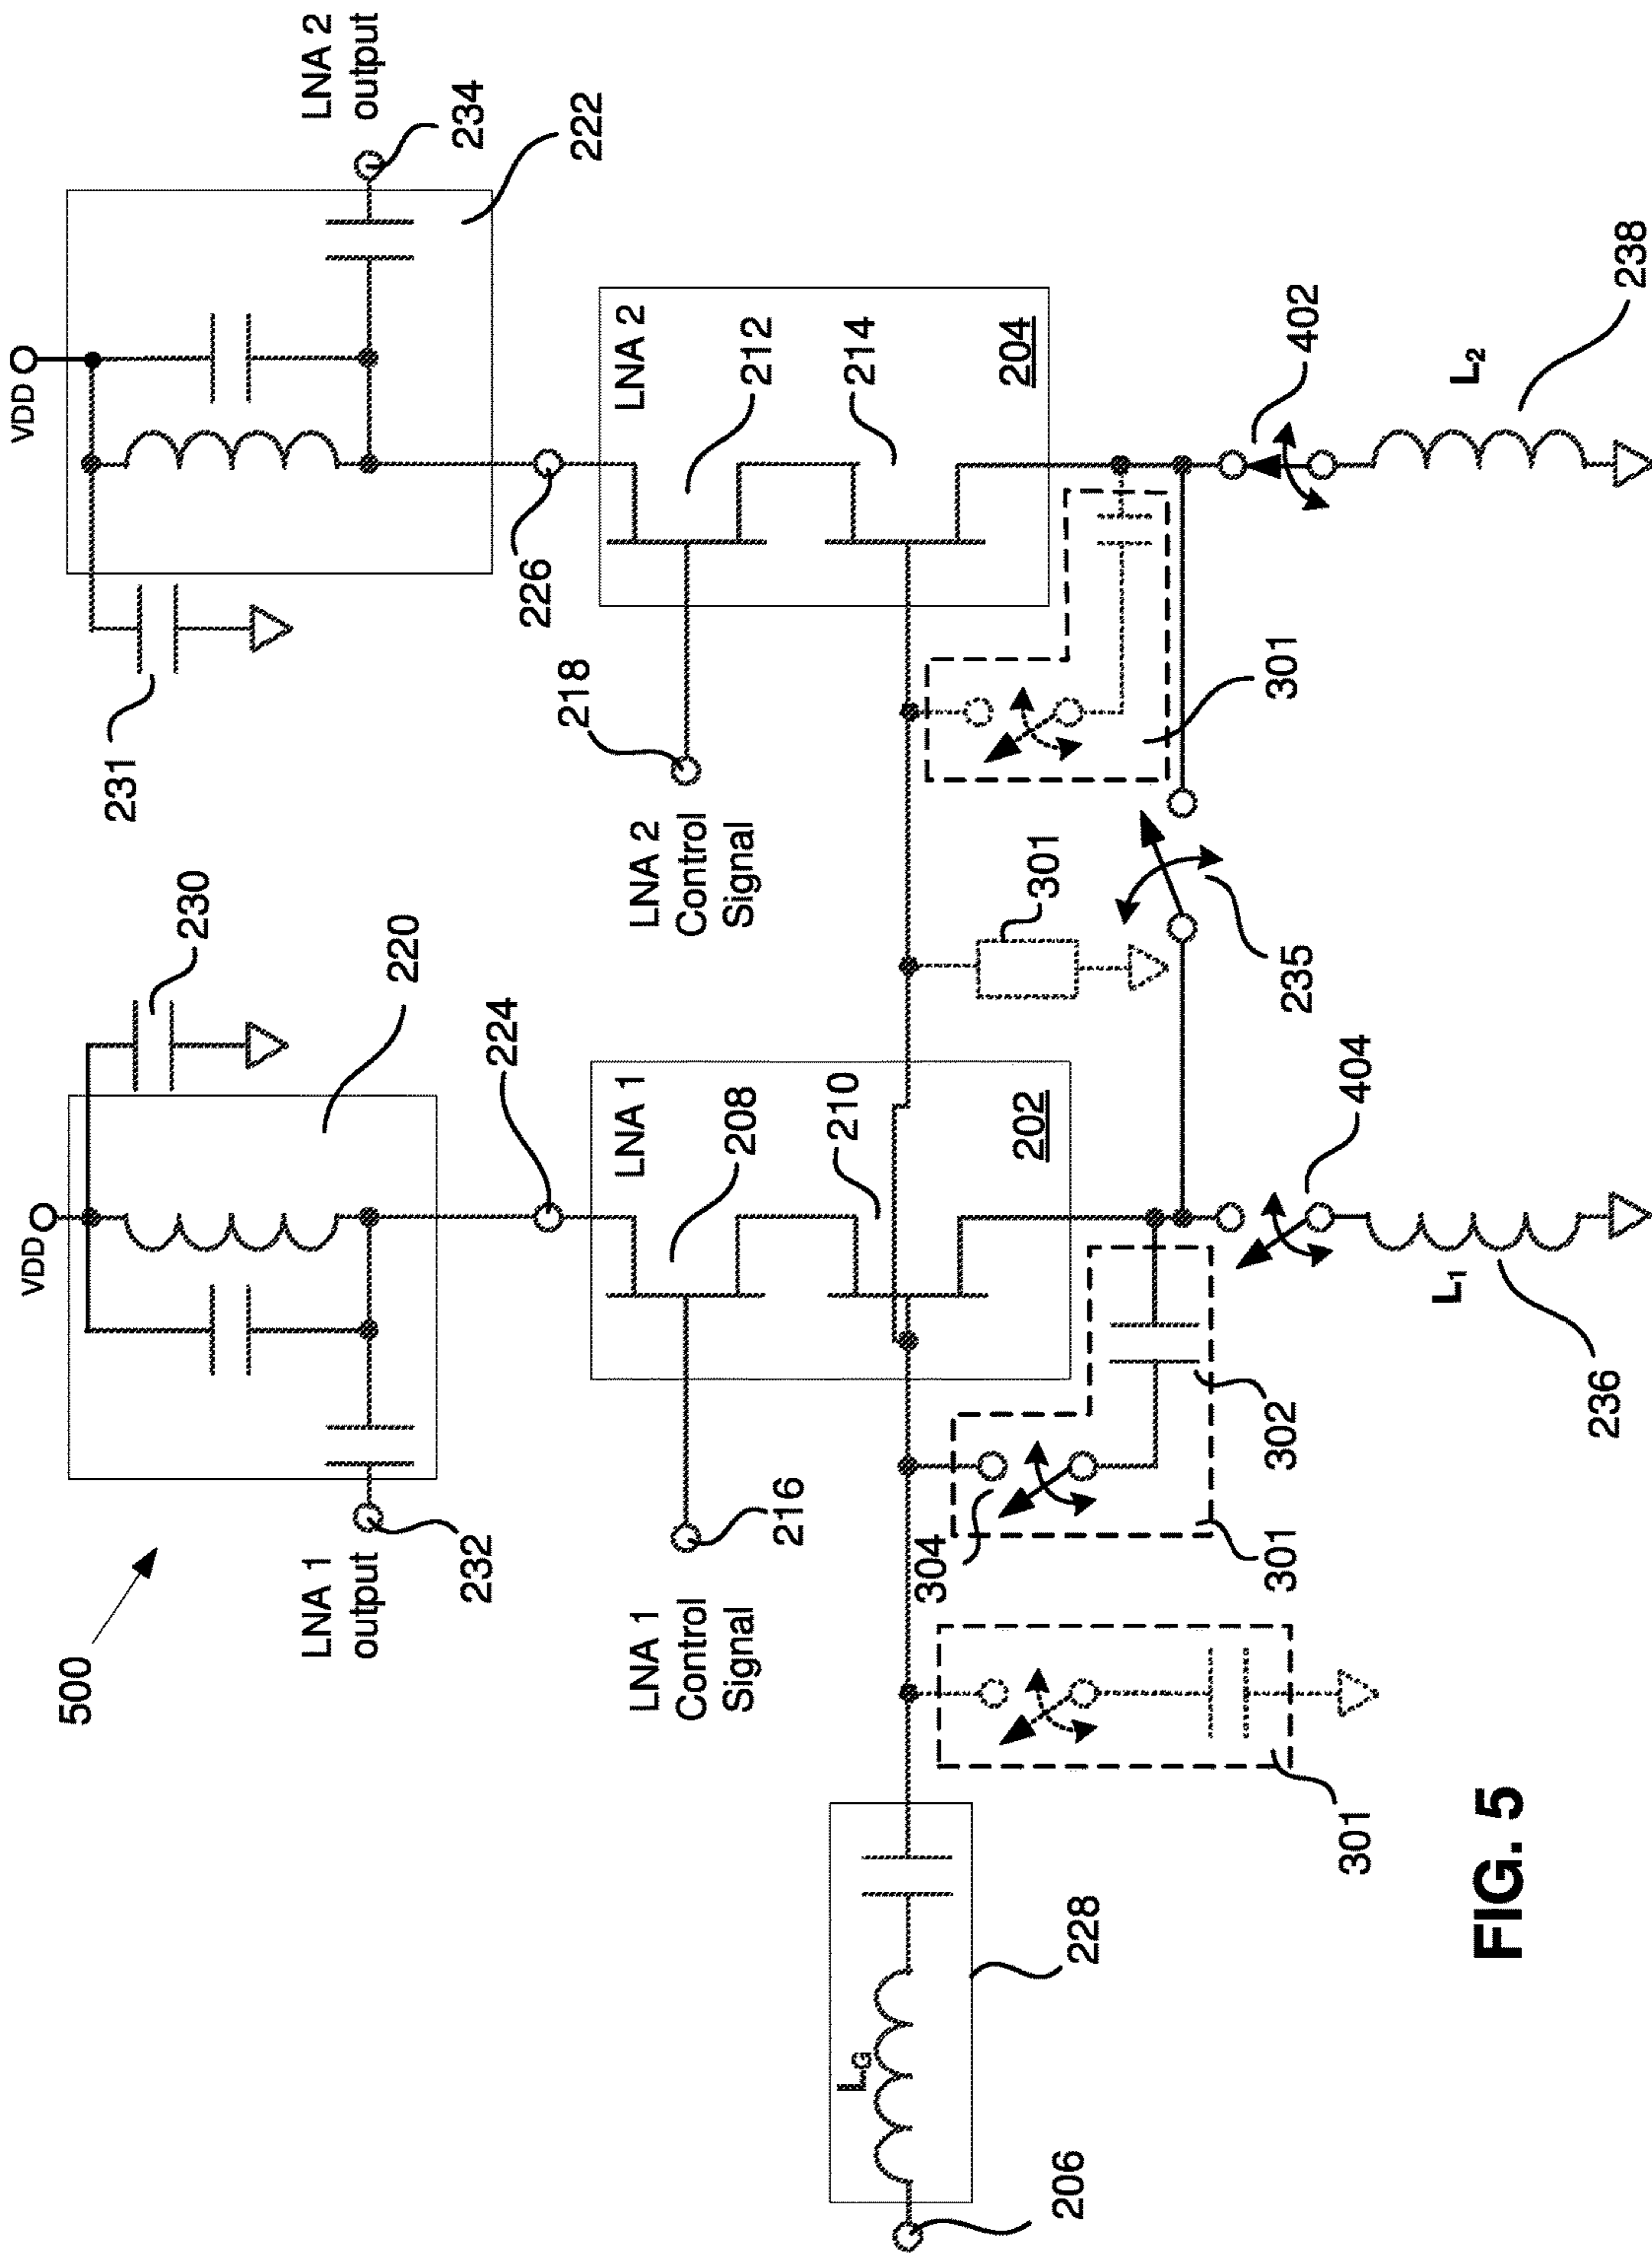 500
VDD
230
220
LNA 1
output
232
224
VDD
231
LNA 2
output
234
222
226
LNA 1
Control
Signal
216
LNA 1
208
210
202
LNA 2
Control
Signal
218
LNA 2
212
214
204
206
LG
228
301
304
301
302
301
235
301
404
L1
236
402
L2
238
FIG. 5